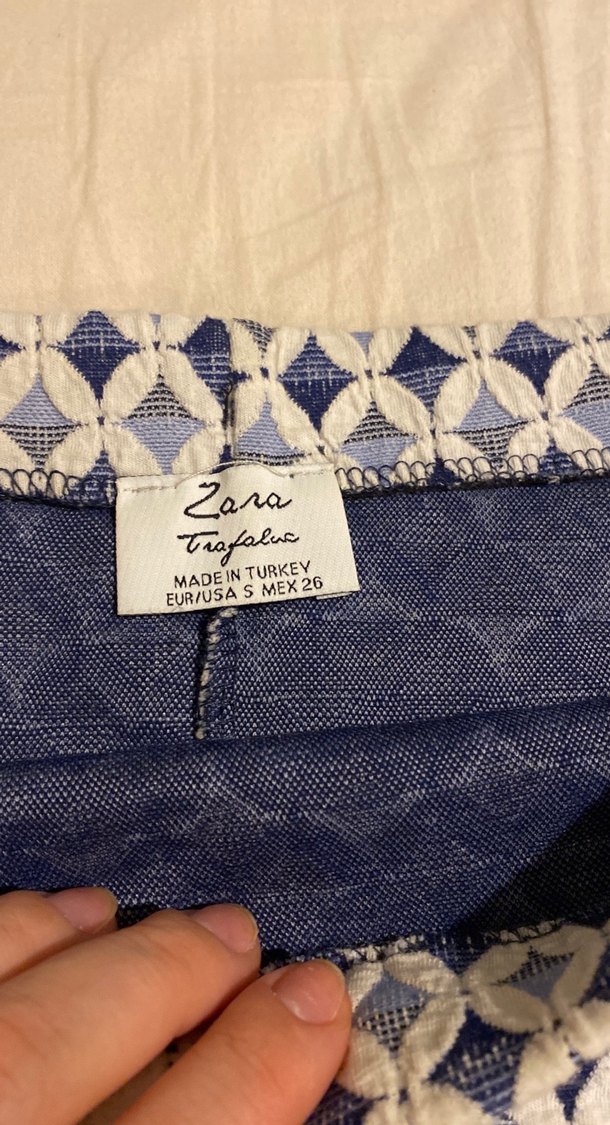 Zara
Trafaluc
MADE IN TURKEY
EUR/USA S MEX 26